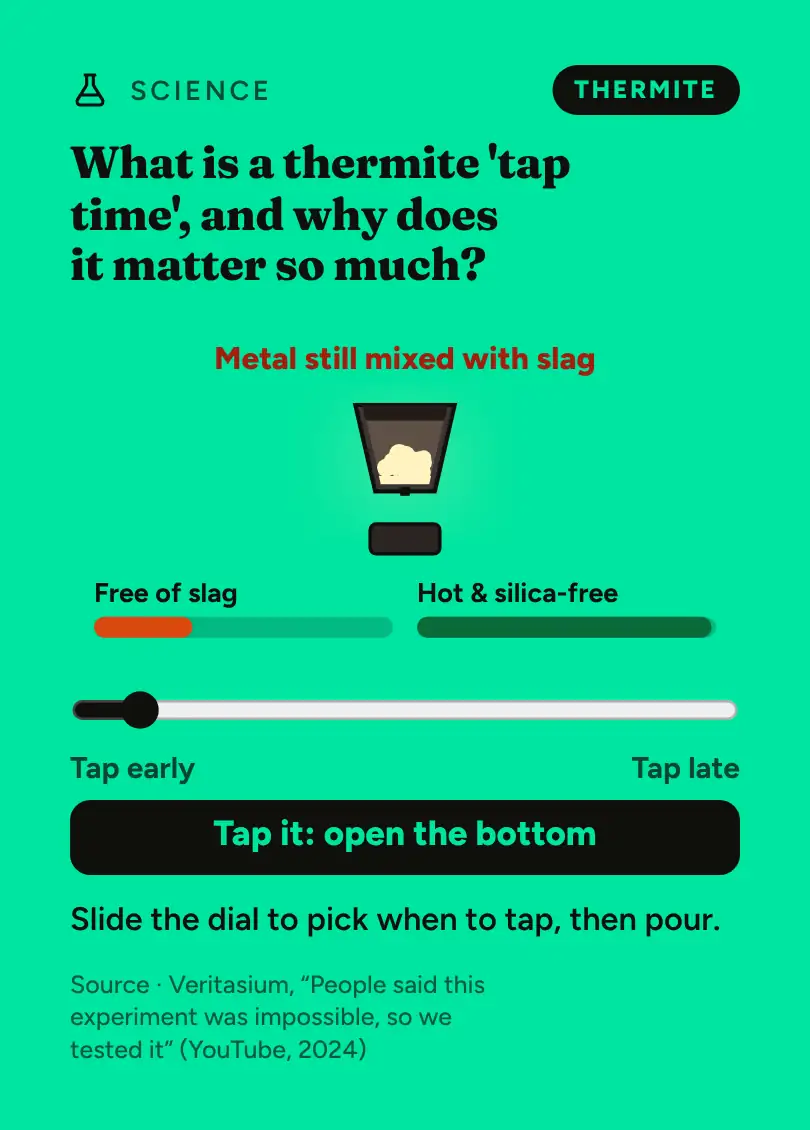 SCIENCE
THERMITE
What is a thermite 'tap
time', and why does
it matter so much?
Metal still mixed with slag
Free of slag
Hot & silica-free
Tap early
Tap late
Tap it: open the bottom
Slide the dial to pick when to tap, then pour.
Source · Veritasium, “People said this
experiment was impossible, so we
tested it” (YouTube, 2024)